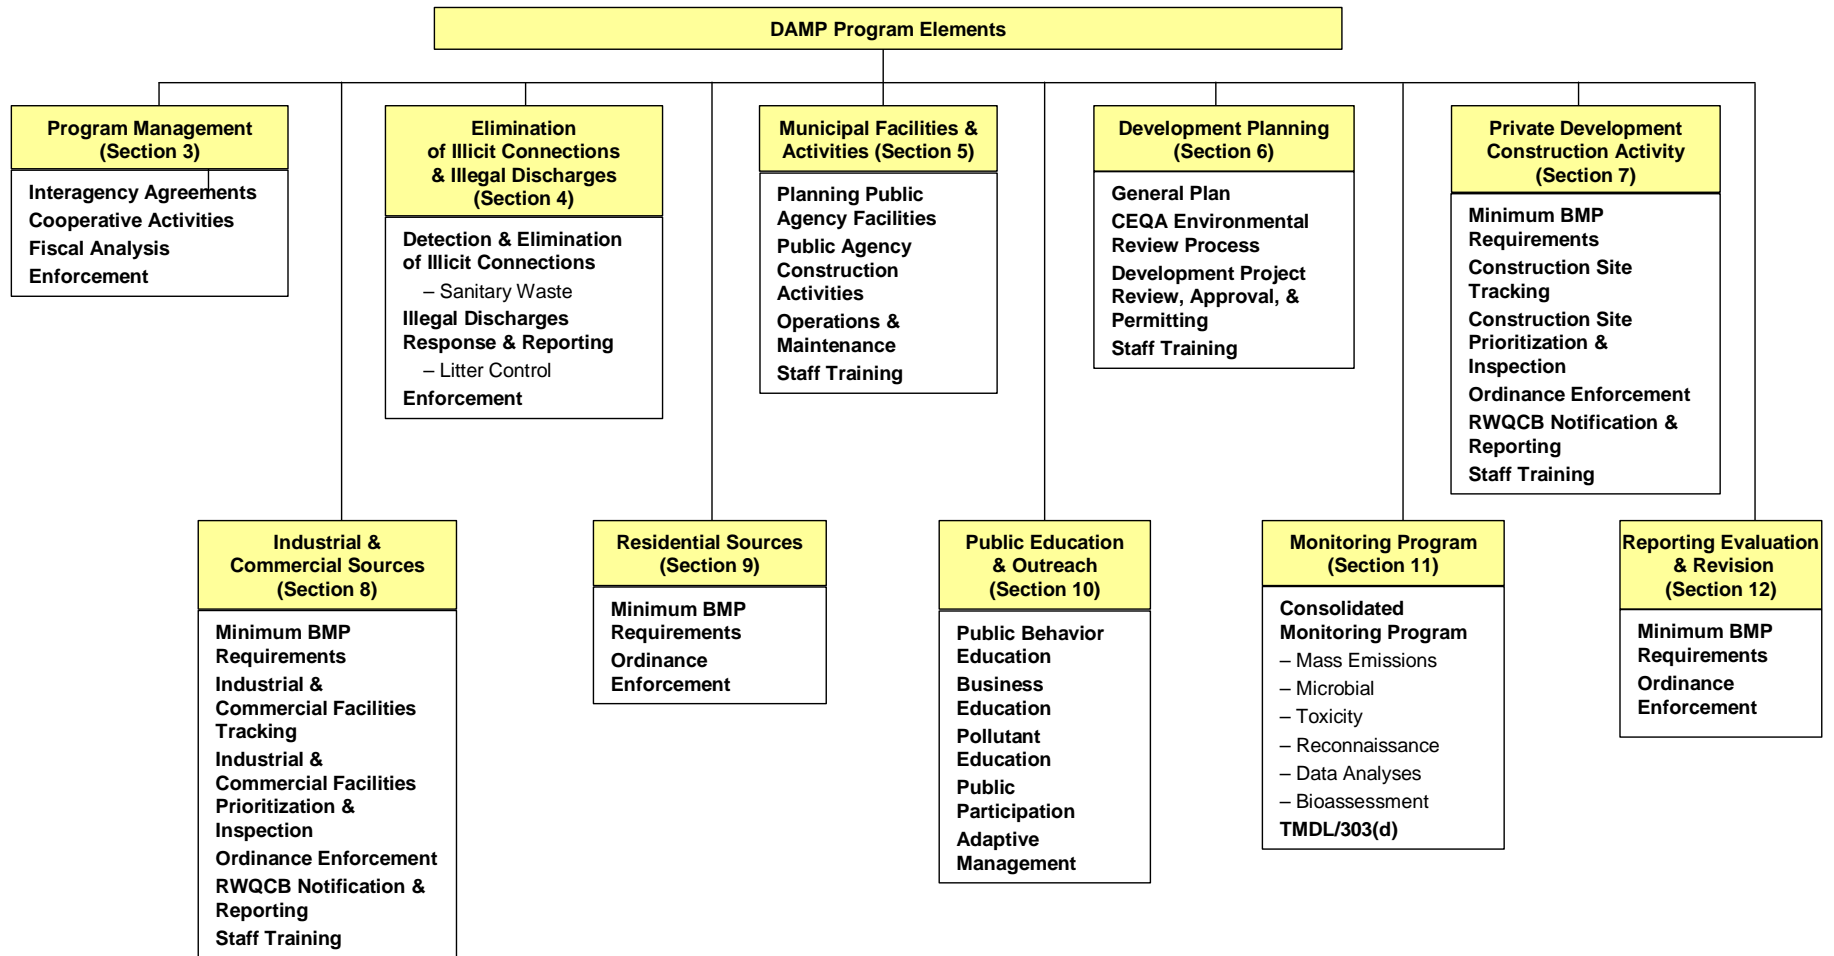 DAMP Program Elements
Program Management
(Section 3)
Interagency Agreements
Cooperative Activities
Fiscal Analysis
Enforcement
Elimination
of Illicit Connections
& Illegal Discharges
(Section 4)
Detection & Elimination
of Illicit Connections
– Sanitary Waste
Illegal Discharges
Response & Reporting
– Litter Control
Enforcement
Municipal Facilities &
Activities (Section 5)
Planning Public
Agency Facilities
Public Agency
Construction
Activities
Operations &
Maintenance
Staff Training
Development Planning
(Section 6)
General Plan
CEQA Environmental
Review Process
Development Project
Review, Approval, &
Permitting
Staff Training
Private Development
Construction Activity
(Section 7)
Minimum BMP
Requirements
Construction Site
Tracking
Construction Site
Prioritization &
Inspection
Ordinance Enforcement
RWQCB Notification &
Reporting
Staff Training
Industrial &
Commercial Sources
(Section 8)
Minimum BMP
Requirements
Industrial &
Commercial Facilities
Tracking
Industrial &
Commercial Facilities
Prioritization &
Inspection
Ordinance Enforcement
RWQCB Notification &
Reporting
Staff Training
Residential Sources
(Section 9)
Minimum BMP
Requirements
Ordinance
Enforcement
Public Education
& Outreach
(Section 10)
Public Behavior
Education
Business
Education
Pollutant
Education
Public
Participation
Adaptive
Management
Monitoring Program
(Section 11)
Consolidated
Monitoring Program
– Mass Emissions
– Microbial
– Toxicity
– Reconnaissance
– Data Analyses
– Bioassessment
TMDL/303(d)
Reporting Evaluation
& Revision
(Section 12)
Minimum BMP
Requirements
Ordinance
Enforcement